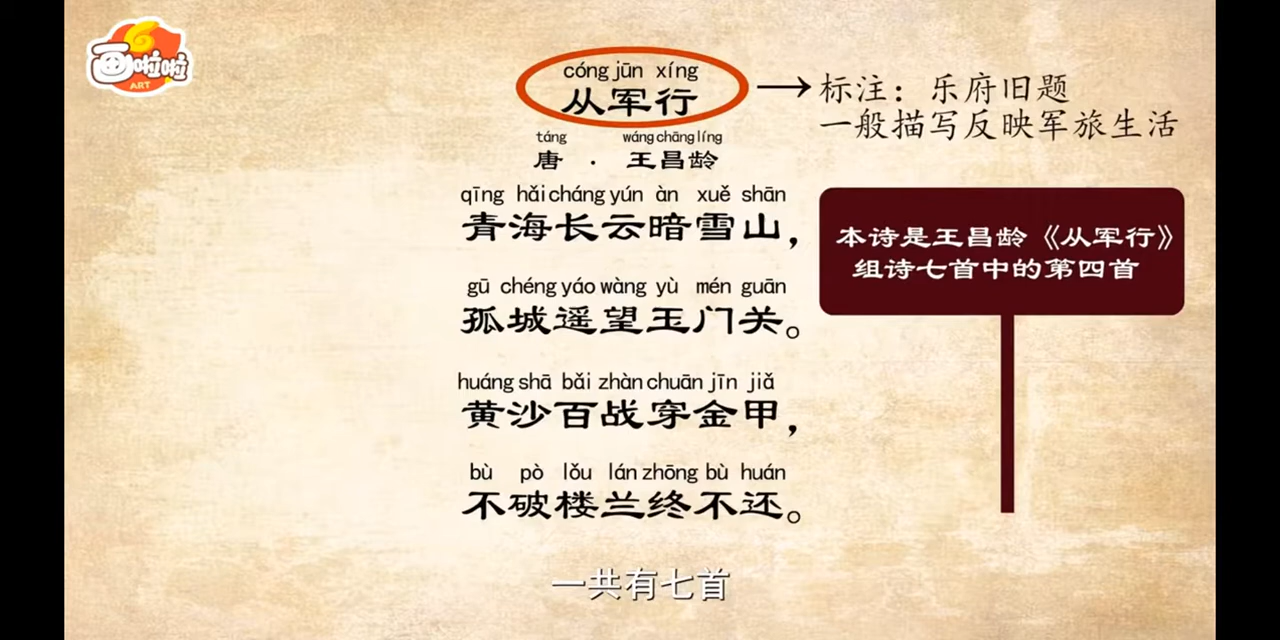 画啦啦
ART
cóng jūn xíng
从军行
标注：乐府旧题
一般描写反映军旅生活
táng wáng chāng líng
唐 · 王昌龄
qīng hǎi cháng yún àn xuě shān
青海长云暗雪山，
本诗是王昌龄《从军行》
组诗七首中的第四首
gū chéng yáo wàng yù mén guān
孤城遥望玉门关。
huáng shā bǎi zhàn chuān jīn jiǎ
黄沙百战穿金甲，
bù pò lǒu lán zhōng bù huán
不破楼兰终不还。
一共有七首